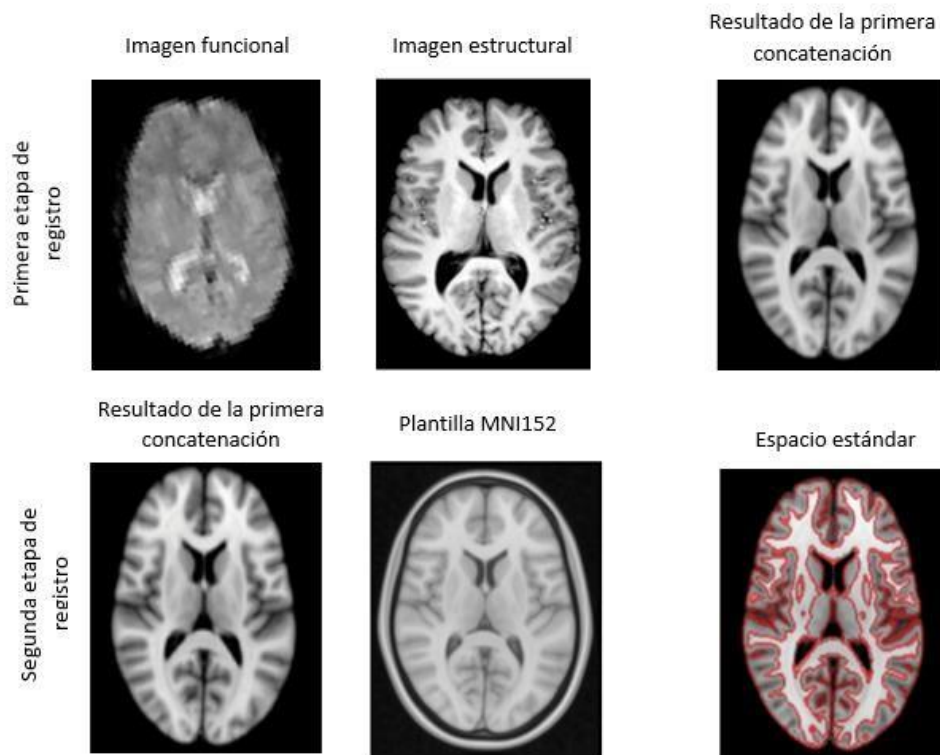 Imagen funcional
Imagen estructural
Resultado de la primera
concatenación
Primera etapa de
registro
Resultado de la primera
concatenación
Plantilla MNI152
Espacio estándar
Segunda etapa de
registro